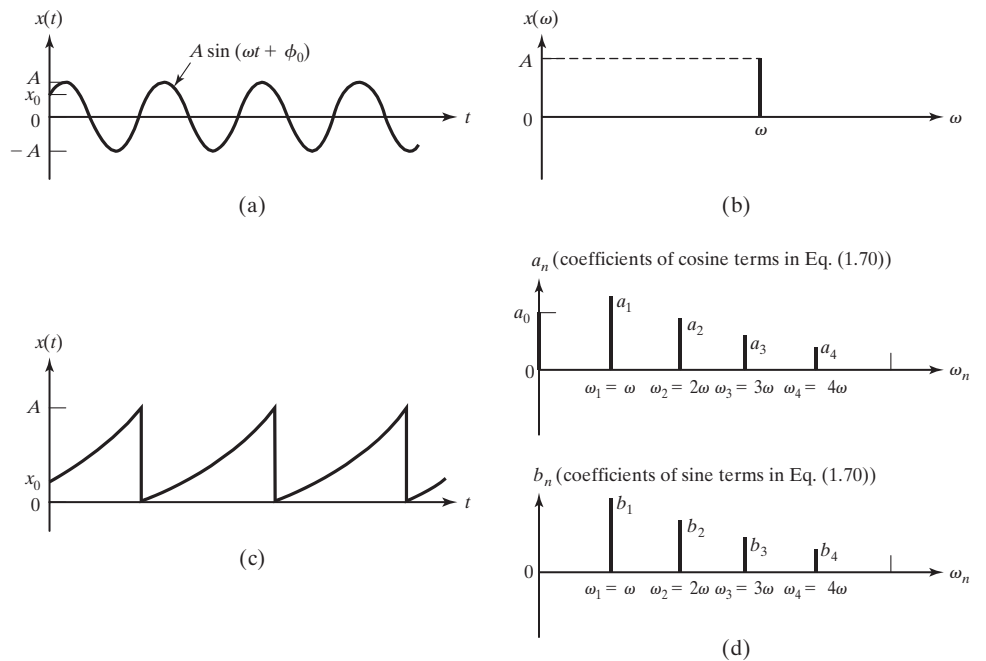 x(t)
A sin (ωt + ϕ₀)
A
x₀
0
− A
t
(a)
x(ω)
A
0
ω
ω
(b)
x(t)
A
x₀
0
t
(c)
aₙ (coefficients of cosine terms in Eq. (1.70))
a₀
a₁
a₂
a₃
a₄
0
ωₙ
ω₁ = ω ω₂ = 2ω ω₃ = 3ω ω₄ = 4ω
bₙ (coefficients of sine terms in Eq. (1.70))
b₁
b₂
b₃
b₄
0
ωₙ
ω₁ = ω ω₂ = 2ω ω₃ = 3ω ω₄ = 4ω
(d)